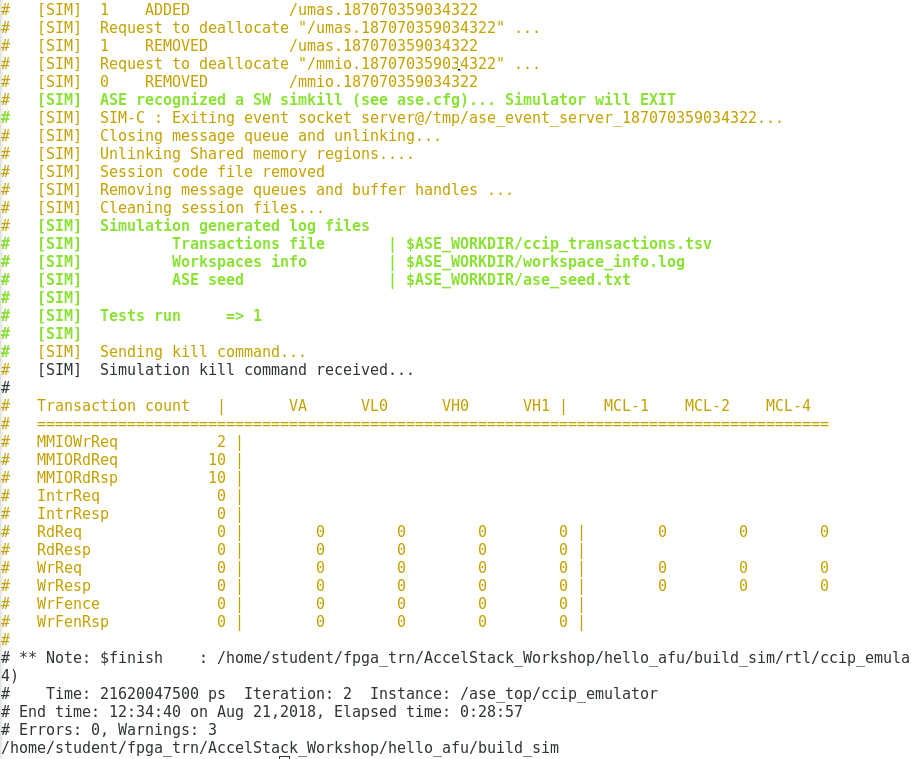 #   [SIM]  1    ADDED          /umas.187070359034322
#   [SIM]  Request to deallocate "/umas.187070359034322" ...
#   [SIM]  1    REMOVED         /umas.187070359034322
#   [SIM]  Request to deallocate "/mmio.187070359034322" ...
#   [SIM]  0    REMOVED         /mmio.187070359034322
#   [SIM]  ASE recognized a SW simkill (see ase.cfg)... Simulator will EXIT
#   [SIM]  SIM-C : Exiting event socket server@/tmp/ase_event_server_187070359034322...
#   [SIM]  Closing message queue and unlinking...
#   [SIM]  Unlinking Shared memory regions....
#   [SIM]  Session code file removed
#   [SIM]  Removing message queues and buffer handles ...
#   [SIM]  Cleaning session files...
#   [SIM]  Simulation generated log files
#   [SIM]          Transactions file       | $ASE_WORKDIR/ccip_transactions.tsv
#   [SIM]          Workspaces info         | $ASE_WORKDIR/workspace_info.log
#   [SIM]          ASE seed                | $ASE_WORKDIR/ase_seed.txt
#   [SIM]
#   [SIM]  Tests run     => 1
#   [SIM]
#   [SIM]  Sending kill command...
#   [SIM]  Simulation kill command received...
#
#   Transaction count   |       VA      VL0      VH0      VH1 |    MCL-1    MCL-2    MCL-4
#   ========================================================================================
#   MMIOWrReq           2 |
#   MMIORdReq          10 |
#   MMIORdRsp          10 |
#   IntrReq             0 |
#   IntrResp            0 |
#   RdReq               0 |        0        0        0        0 |        0        0        0
#   RdResp              0 |        0        0        0        0 |
#   WrReq               0 |        0        0        0        0 |        0        0        0
#   WrResp              0 |        0        0        0        0 |        0        0        0
#   WrFence             0 |        0        0        0        0 |
#   WrFenRsp            0 |        0        0        0        0 |
#
# ** Note: $finish    : /home/student/fpga_trn/AccelStack_Workshop/hello_afu/build_sim/rtl/ccip_emula
4)
#    Time: 21620047500 ps  Iteration: 2  Instance: /ase_top/ccip_emulator
# End time: 12:34:40 on Aug 21,2018, Elapsed time: 0:28:57
# Errors: 0, Warnings: 3
/home/student/fpga_trn/AccelStack_Workshop/hello_afu/build_sim